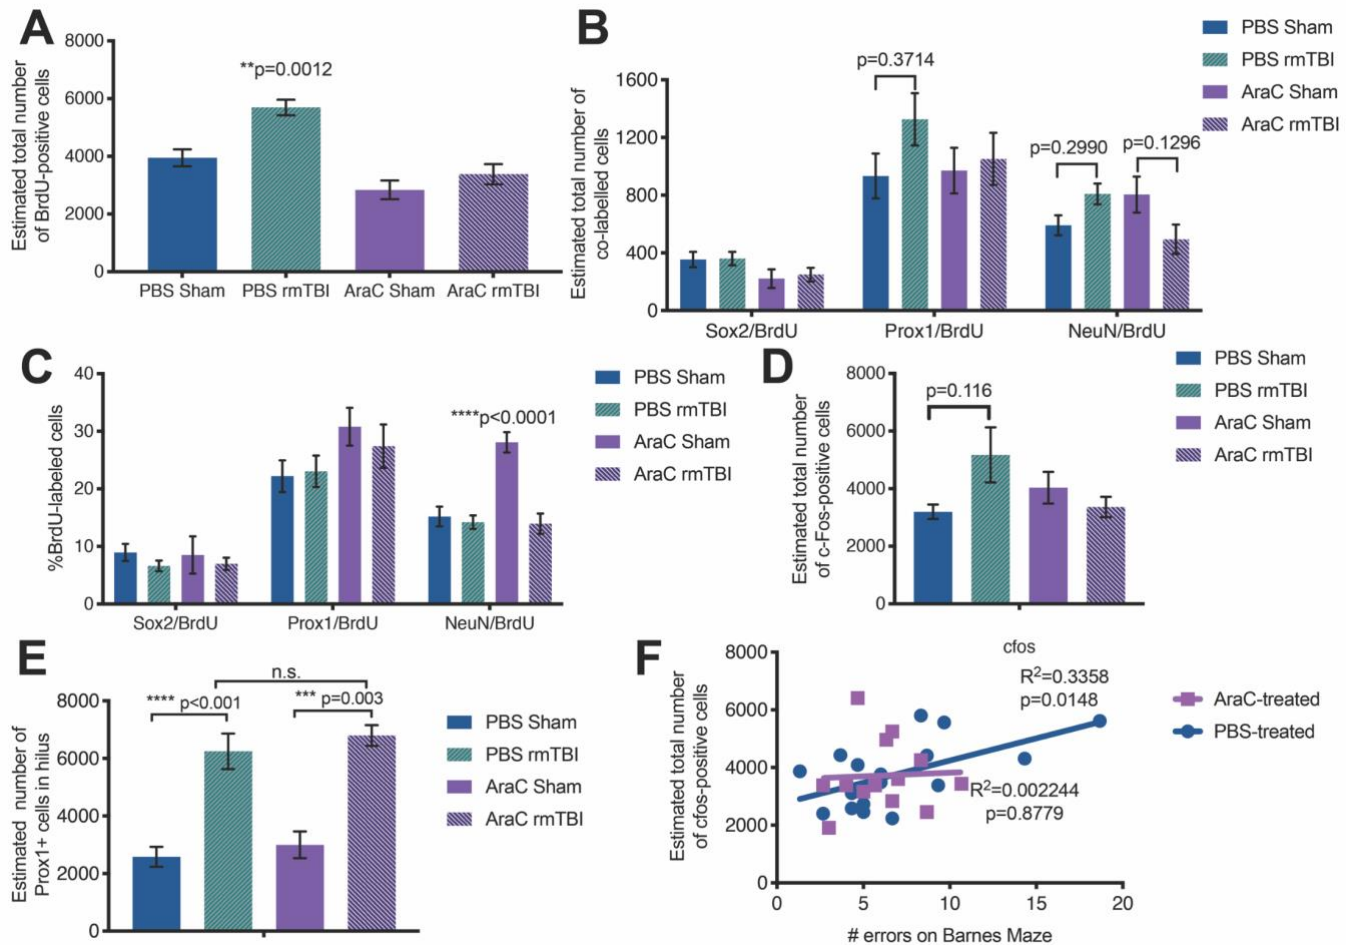 A
Estimated total number
of BrdU-positive cells
8000
6000
4000
2000
0
**p=0.0012
PBS Sham PBS rmTBI AraC Sham AraC rmTBI
B
Estimated total number of
co-labelled cells
1600
1200
800
400
0
p=0.3714
p=0.2990
p=0.1296
Sox2/BrdU Prox1/BrdU NeuN/BrdU
PBS Sham
PBS rmTBI
AraC Sham
AraC rmTBI
C
%BrdU-labeled cells
40
30
20
10
0
****p<0.0001
Sox2/BrdU Prox1/BrdU NeuN/BrdU
PBS Sham
PBS rmTBI
AraC Sham
AraC rmTBI
D
Estimated total number
of c-Fos-positive cells
8000
6000
4000
2000
0
p=0.116
PBS Sham
PBS rmTBI
AraC Sham
AraC rmTBI
E
Estimated number of
Prox1+ cells in hilus
8000
6000
4000
2000
0
n.s.
**** p<0.001
*** p=0.003
PBS Sham
PBS rmTBI
AraC Sham
AraC rmTBI
F
Estimated total number
of cfos-positive cells
8000
6000
4000
2000
0
cfos
R²=0.3358
p=0.0148
R²=0.002244
p=0.8779
0 5 10 15 20
# errors on Barnes Maze
AraC-treated
PBS-treated